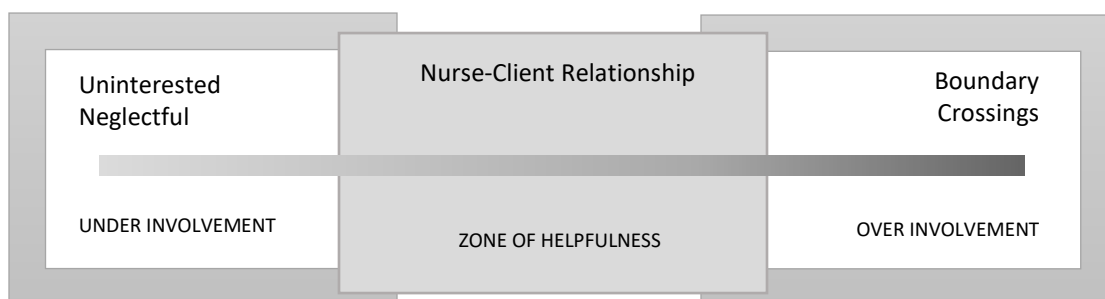 Uninterested
Neglectful
UNDER INVOLVEMENT
Nurse-Client Relationship
ZONE OF HELPFULNESS
Boundary
Crossings
OVER INVOLVEMENT